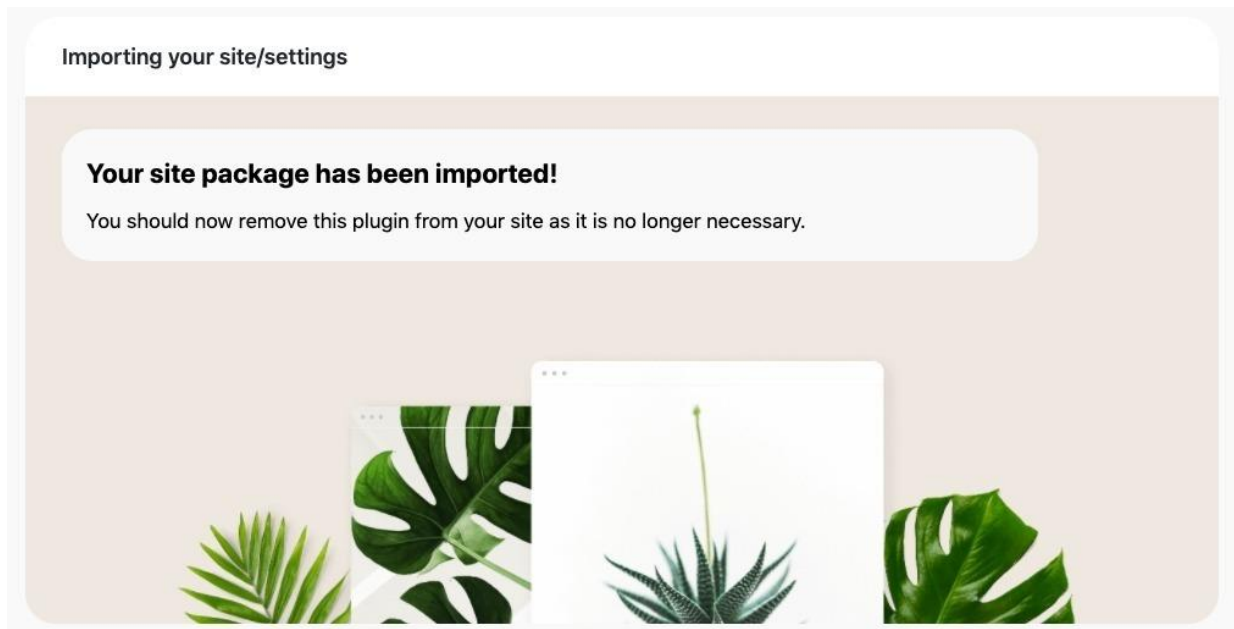 Importing your site/settings
Your site package has been imported!
You should now remove this plugin from your site as it is no longer necessary.